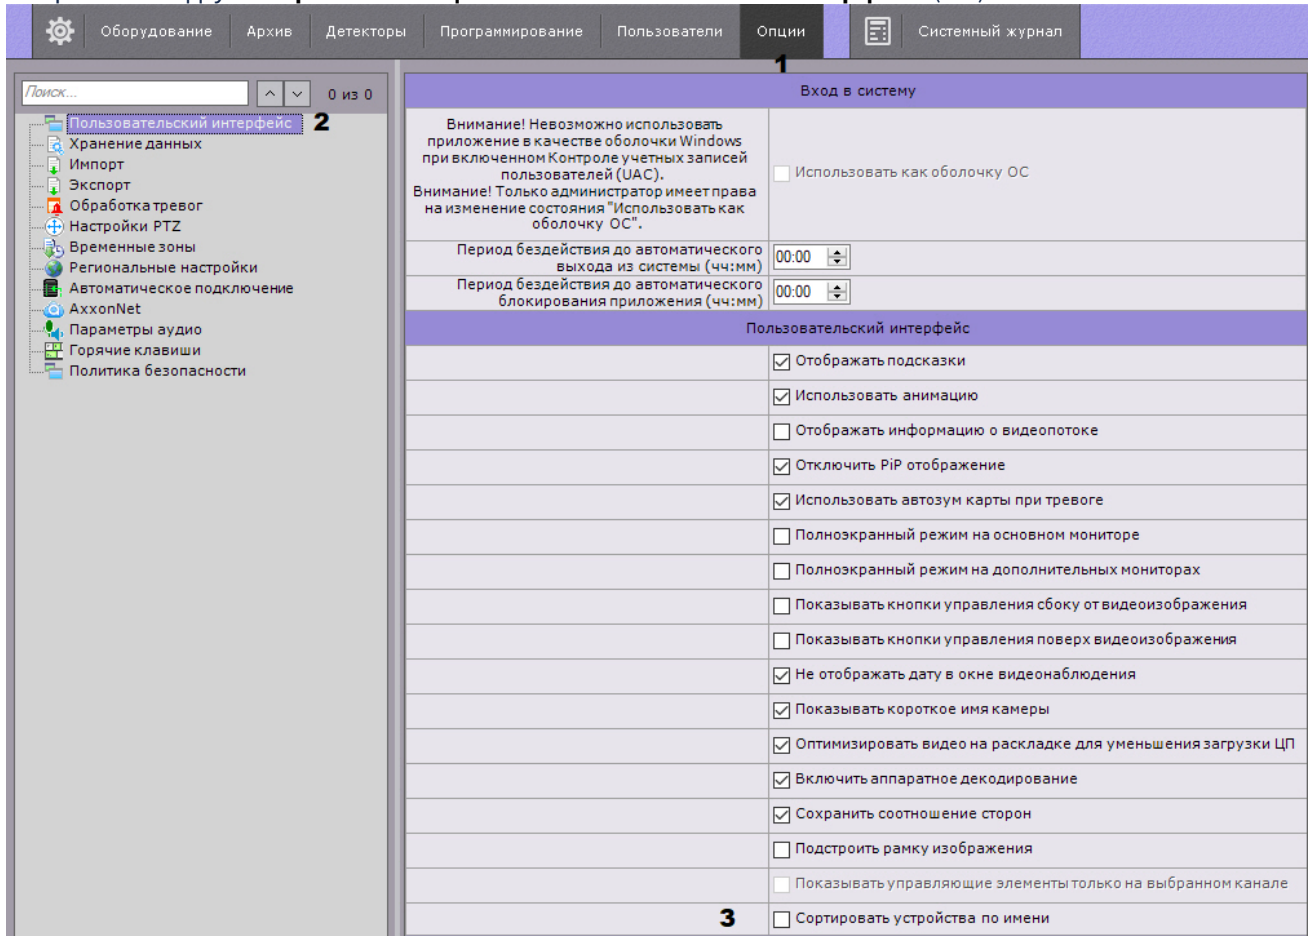 Оборудование Архив Детекторы Программирование Пользователи Опции Системный журнал
1
Поиск... 0 из 0
Пользовательский интерфейс 2
Хранение данных
Импорт
Экспорт
Обработка тревог
Настройки PTZ
Временные зоны
Региональные настройки
Автоматическое подключение
AxxonNet
Параметры аудио
Горячие клавиши
Политика безопасности
Вход в систему
Внимание! Невозможно использовать
приложение в качестве оболочки Windows
при включенном Контроле учетных записей
пользователей (UAC).
Внимание! Только администратор имеет права
на изменение состояния "Использовать как
оболочку ОС".
Использовать как оболочку ОС
Период бездействия до автоматического
выхода из системы (чч:мм)
00:00
Период бездействия до автоматического
блокирования приложения (чч:мм)
00:00
Пользовательский интерфейс
Отображать подсказки
Использовать анимацию
Отображать информацию о видеопотоке
Отключить PiP отображение
Использовать автозум карты при тревоге
Полноэкранный режим на основном мониторе
Полноэкранный режим на дополнительных мониторах
Показывать кнопки управления сбоку от видеоизображения
Показывать кнопки управления поверх видеоизображения
Не отображать дату в окне видеонаблюдения
Показывать короткое имя камеры
Оптимизировать видео на раскладке для уменьшения загрузки ЦП
Включить аппаратное декодирование
Сохранить соотношение сторон
Подстроить рамку изображения
Показывать управляющие элементы только на выбранном канале
3 Сортировать устройства по имени